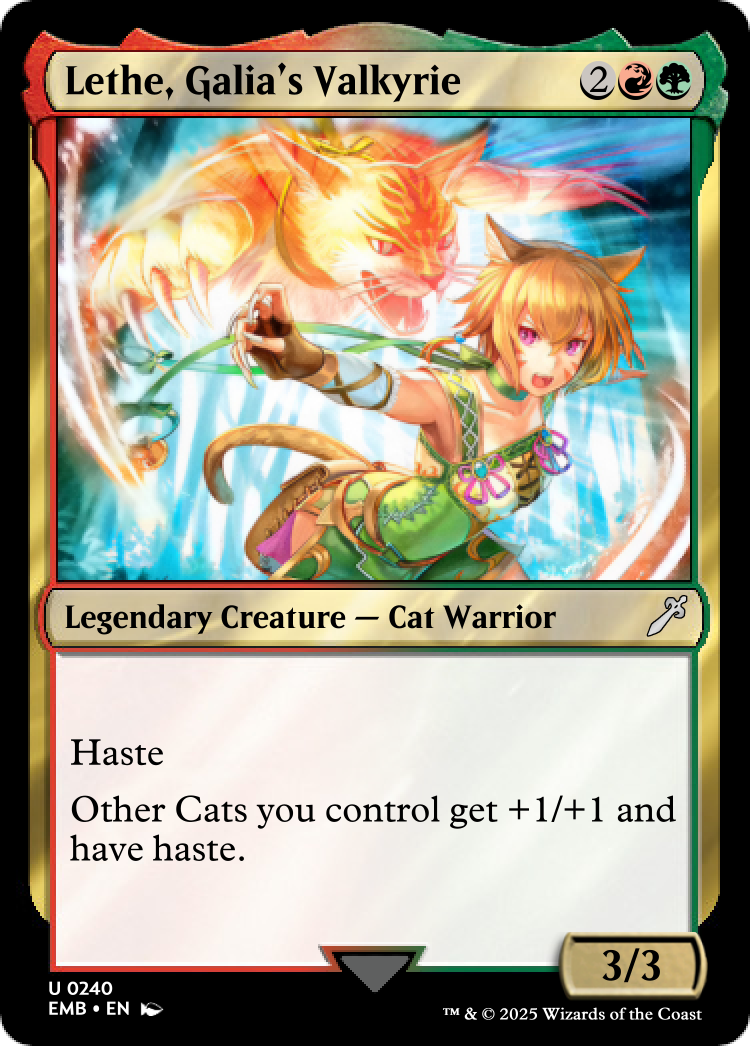 Lethe, Galia's Valkyrie 2
Legendary Creature — Cat Warrior
Haste
Other Cats you control get +1/+1 and
have haste.
3/3
U 0240
EMB • EN
™ & © 2025 Wizards of the Coast